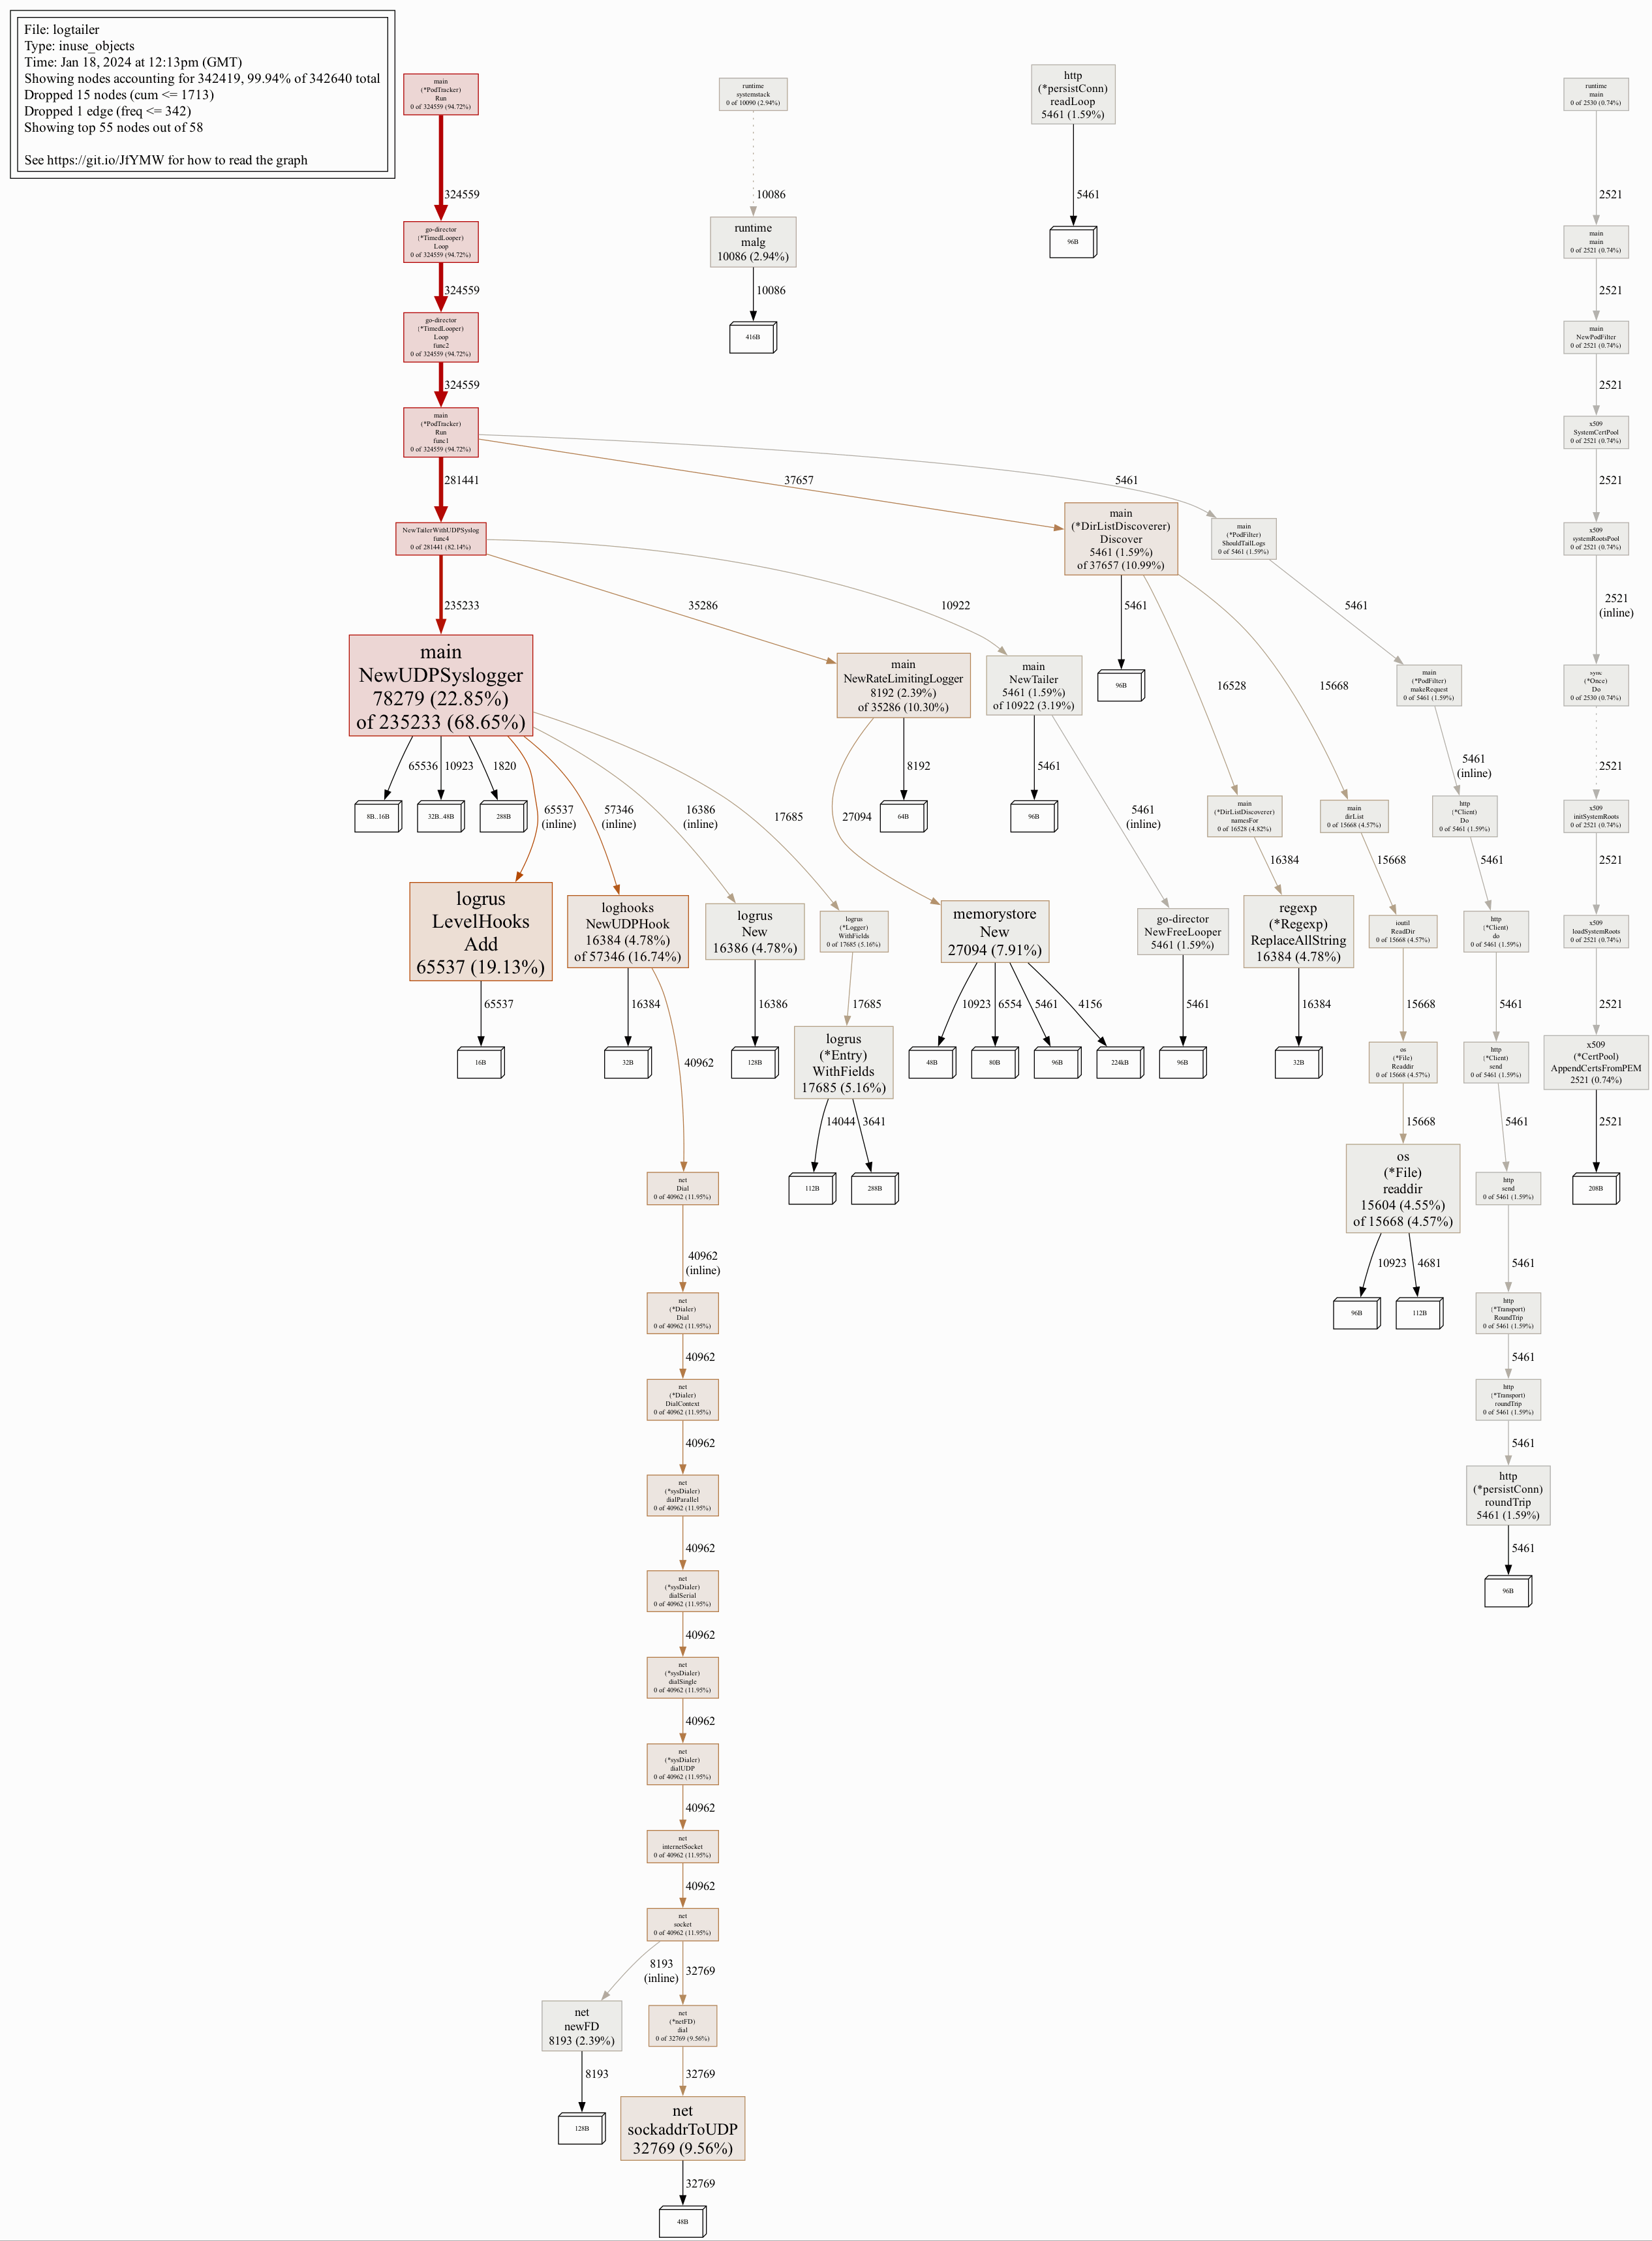 File: logtailer
Type: inuse_objects
Time: Jan 18, 2024 at 12:13pm (GMT)
Showing nodes accounting for 342419, 99.94% of 342640 total
Dropped 15 nodes (cum <= 1713)
Dropped 1 edge (freq <= 342)
Showing top 55 nodes out of 58
See https://git.io/JfYMW for how to read the graph
main
(*PodTracker)
Run
0 of 324559 (94.72%)
runtime
systemstack
0 of 10090 (2.94%)
http
(*persistConn)
readLoop
5461 (1.59%)
runtime
main
0 of 2530 (0.74%)
324559
10086
5461
2521
go-director
(*TimedLooper)
Loop
0 of 324559 (94.72%)
runtime
malg
10086 (2.94%)
96B
main
main
0 of 2521 (0.74%)
324559
10086
2521
go-director
(*TimedLooper)
Loop
func2
0 of 324559 (94.72%)
416B
main
NewPodFilter
0 of 2521 (0.74%)
324559
2521
main
(*PodTracker)
Run
func1
0 of 324559 (94.72%)
x509
SystemCertPool
0 of 2521 (0.74%)
281441
37657
5461
2521
NewTailerWithUDPSyslog
func4
0 of 281441 (82.14%)
main
(*DirListDiscoverer)
Discover
5461 (1.59%)
of 37657 (10.99%)
main
(*PodFilter)
ShouldTailLogs
0 of 5461 (1.59%)
x509
systemRootsPool
0 of 2521 (0.74%)
235233
35286
10922
5461
16528
15668
5461
2521
(inline)
main
NewUDPSyslogger
78279 (22.85%)
of 235233 (68.65%)
main
NewRateLimitingLogger
8192 (2.39%)
of 35286 (10.30%)
main
NewTailer
5461 (1.59%)
of 10922 (3.19%)
96B
main
(*PodFilter)
makeRequest
0 of 5461 (1.59%)
sync
(*Once)
Do
0 of 2530 (0.74%)
65536
10923
1820
65537
(inline)
57346
(inline)
16386
(inline)
17685
27094
8192
5461
5461
(inline)
5461
(inline)
2521
8B..16B
32B..48B
288B
64B
96B
main
(*DirListDiscoverer)
namesFor
0 of 16528 (4.82%)
main
dirList
0 of 15668 (4.57%)
http
(*Client)
Do
0 of 5461 (1.59%)
x509
initSystemRoots
0 of 2521 (0.74%)
16384
15668
5461
2521
logrus
LevelHooks
Add
65537 (19.13%)
loghooks
NewUDPHook
16384 (4.78%)
of 57346 (16.74%)
logrus
New
16386 (4.78%)
logrus
(*Logger)
WithFields
0 of 17685 (5.16%)
memorystore
New
27094 (7.91%)
go-director
NewFreeLooper
5461 (1.59%)
regexp
(*Regexp)
ReplaceAllString
16384 (4.78%)
ioutil
ReadDir
0 of 15668 (4.57%)
http
(*Client)
do
0 of 5461 (1.59%)
x509
loadSystemRoots
0 of 2521 (0.74%)
65537
16384
40962
16386
17685
10923
6554
5461
4156
5461
16384
15668
5461
2521
16B
32B
128B
logrus
(*Entry)
WithFields
17685 (5.16%)
48B
80B
96B
224kB
96B
32B
os
(*File)
Readdir
0 of 15668 (4.57%)
http
(*Client)
send
0 of 5461 (1.59%)
x509
(*CertPool)
AppendCertsFromPEM
2521 (0.74%)
14044
3641
15668
5461
2521
net
Dial
0 of 40962 (11.95%)
112B
288B
os
(*File)
readdir
15604 (4.55%)
of 15668 (4.57%)
http
send
0 of 5461 (1.59%)
208B
40962
(inline)
10923
4681
5461
net
(*Dialer)
Dial
0 of 40962 (11.95%)
96B
112B
http
(*Transport)
RoundTrip
0 of 5461 (1.59%)
40962
5461
net
(*Dialer)
DialContext
0 of 40962 (11.95%)
http
(*Transport)
roundTrip
0 of 5461 (1.59%)
40962
5461
net
(*sysDialer)
dialParallel
0 of 40962 (11.95%)
http
(*persistConn)
roundTrip
5461 (1.59%)
40962
5461
net
(*sysDialer)
dialSerial
0 of 40962 (11.95%)
96B
40962
net
(*sysDialer)
dialSingle
0 of 40962 (11.95%)
40962
net
(*sysDialer)
dialUDP
0 of 40962 (11.95%)
40962
net
internetSocket
0 of 40962 (11.95%)
40962
net
socket
0 of 40962 (11.95%)
8193
(inline)
32769
net
newFD
8193 (2.39%)
net
(*netFD)
dial
0 of 32769 (9.56%)
8193
32769
128B
net
sockaddrToUDP
32769 (9.56%)
32769
48B